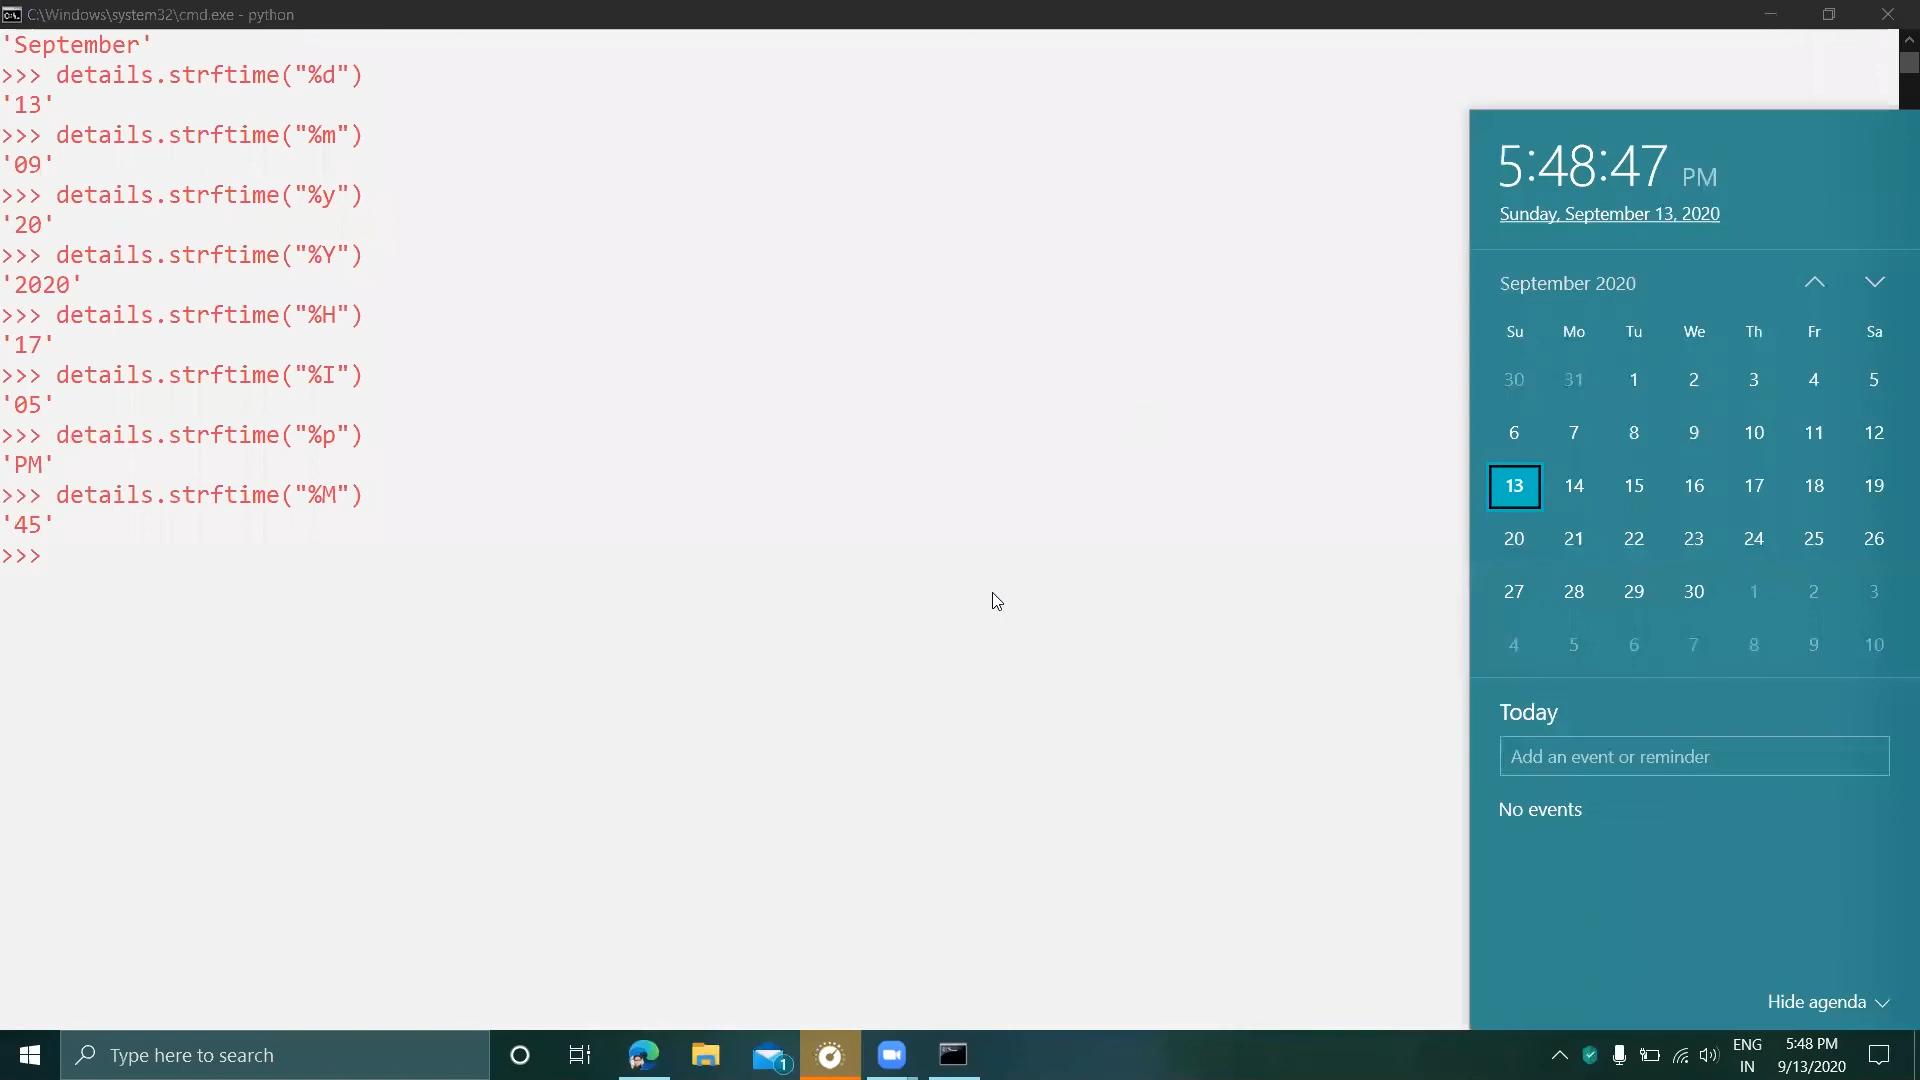 C:\Windows\system32\cmd.exe - python
'September'
>>> details.strftime("%d")
'13'
>>> details.strftime("%m")
'09'
>>> details.strftime("%y")
'20'
>>> details.strftime("%Y")
'2020'
>>> details.strftime("%H")
'17'
>>> details.strftime("%I")
'05'
>>> details.strftime("%p")
'PM'
>>> details.strftime("%M")
'45'
>>>
5:48:47 PM
Sunday, September 13, 2020
September 2020
Su Mo Tu We Th Fr Sa
30 31 1 2 3 4 5
6 7 8 9 10 11 12
13 14 15 16 17 18 19
20 21 22 23 24 25 26
27 28 29 30 1 2 3
4 5 6 7 8 9 10
Today
Add an event or reminder
No events
Hide agenda
Type here to search
1
ENG
IN
5:48 PM
9/13/2020